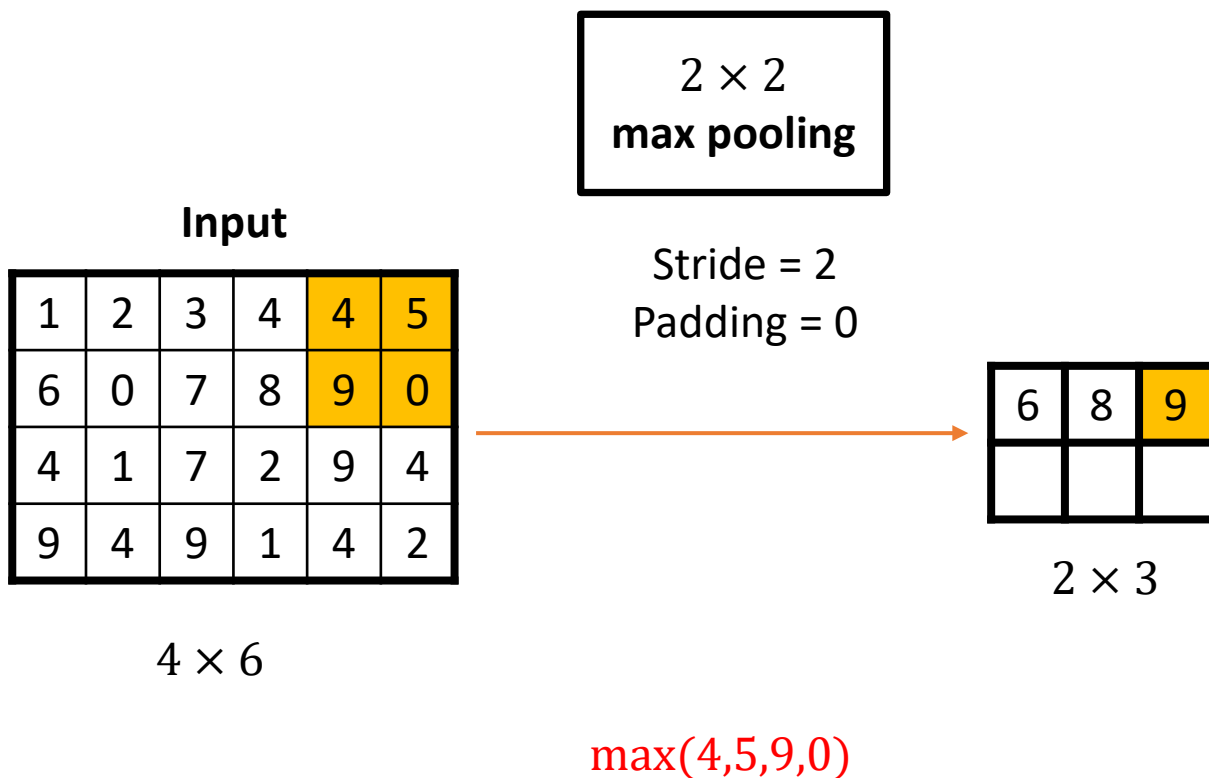 2 × 2
max pooling
Input
Stride = 2
Padding = 0
1 2 3 4 4 5
6 0 7 8 9 0
4 1 7 2 9 4
9 4 9 1 4 2
6 8 9
2 × 3
4 × 6
max(4,5,9,0)